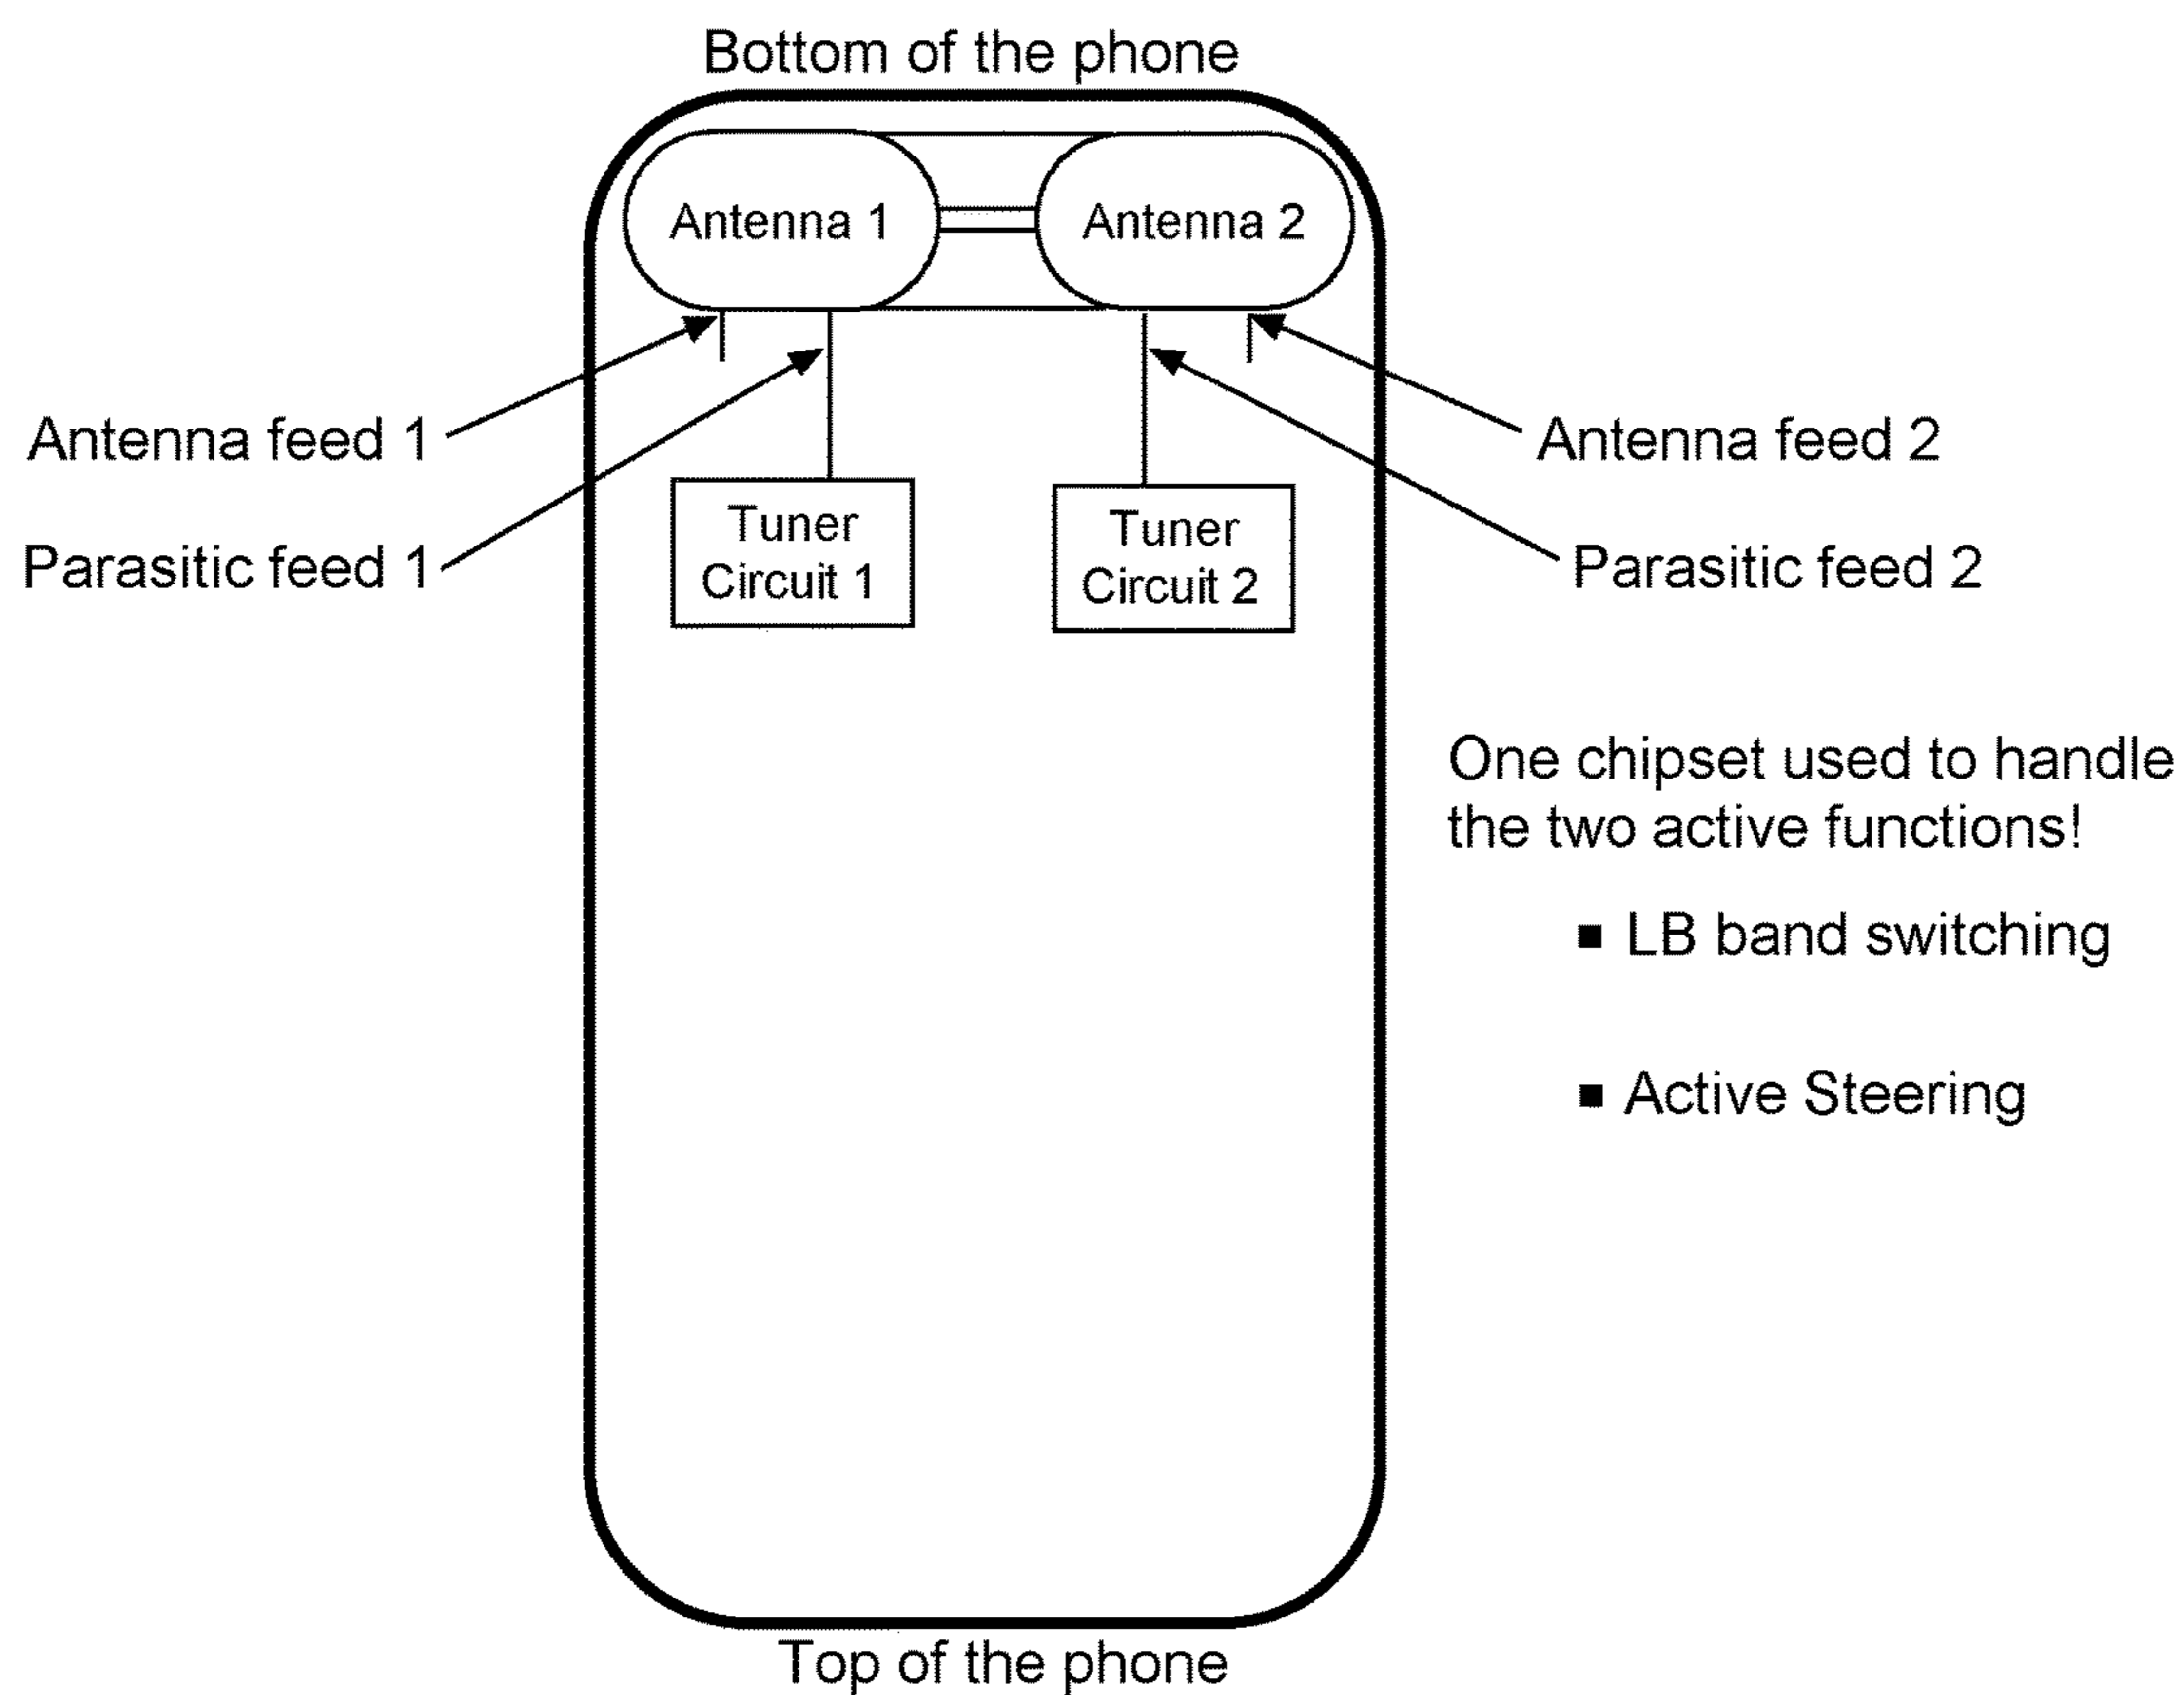 Bottom of the phone
Antenna 1
Antenna 2
Antenna feed 1
Antenna feed 2
Parasitic feed 1
Parasitic feed 2
Tuner
Circuit 1
Tuner
Circuit 2
One chipset used to handle
the two active functions!
▪ LB band switching
▪ Active Steering
Top of the phone